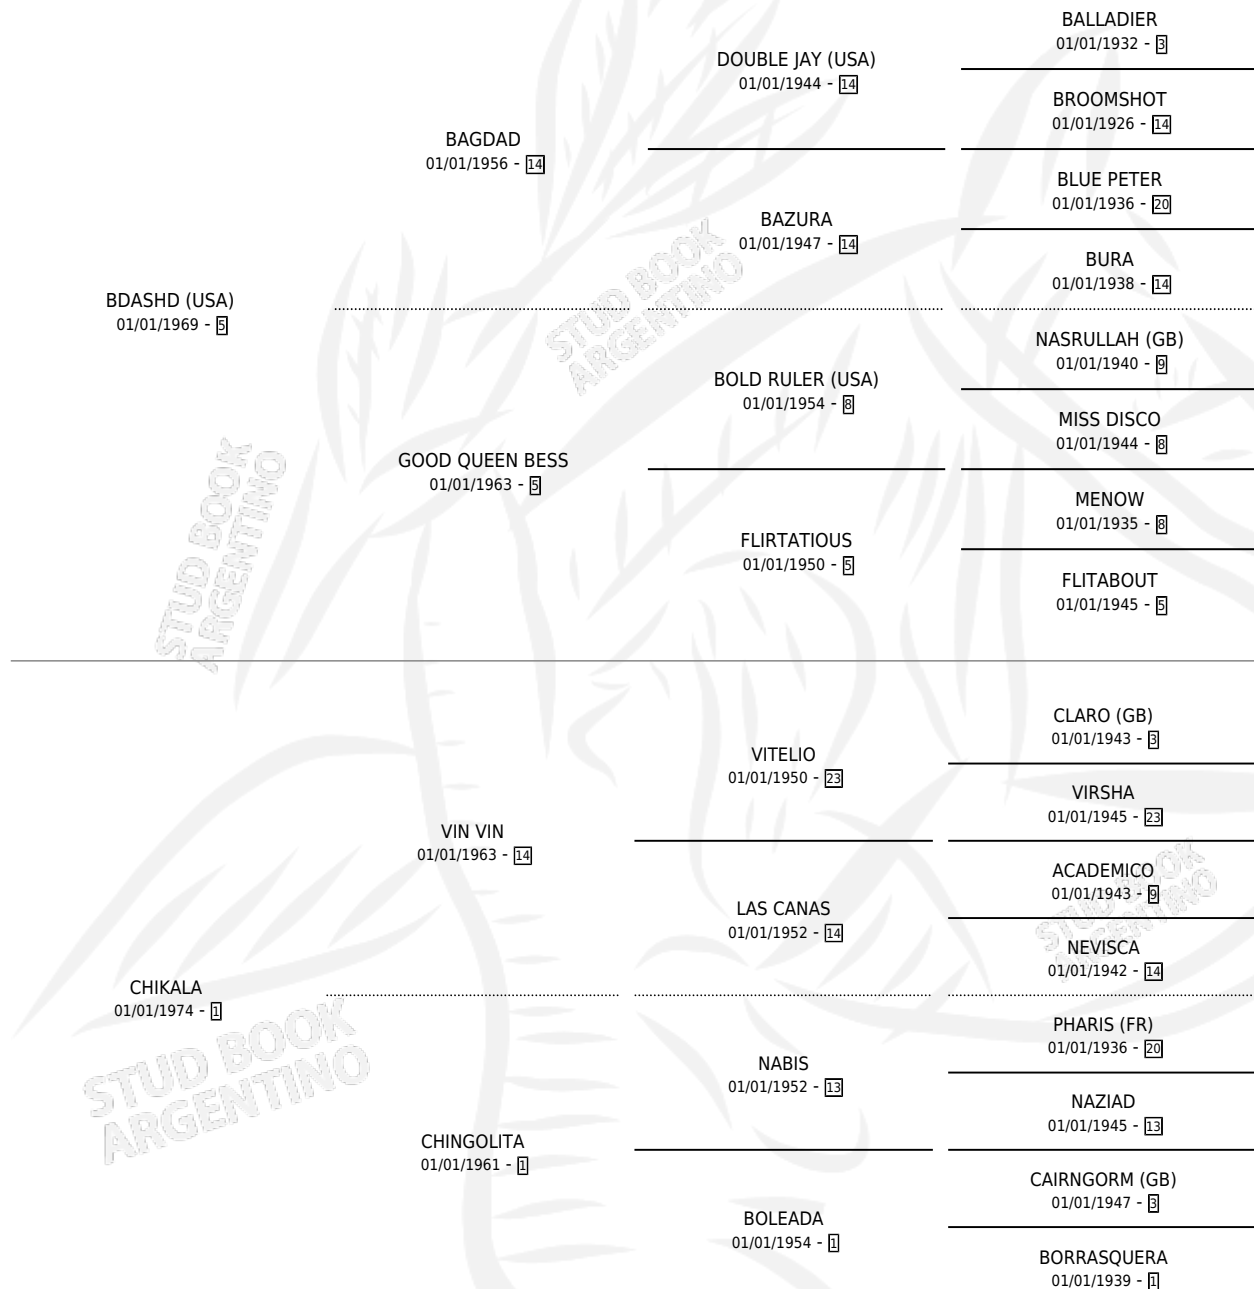 BALLADIER
01/01/1932 - 3
DOUBLE JAY (USA)
01/01/1944 - 14
BROOMSHOT
01/01/1926 - 14
BAGDAD
01/01/1956 - 14
BLUE PETER
01/01/1936 - 20
BAZURA
01/01/1947 - 14
BURA
01/01/1938 - 14
BDASHD (USA)
01/01/1969 - 5
NASRULLAH (GB)
01/01/1940 - 9
BOLD RULER (USA)
01/01/1954 - 8
MISS DISCO
01/01/1944 - 8
GOOD QUEEN BESS
01/01/1963 - 5
MENOW
01/01/1935 - 8
FLIRTATIOUS
01/01/1950 - 5
FLITABOUT
01/01/1945 - 5
CLARO (GB)
01/01/1943 - 3
VITELIO
01/01/1950 - 23
VIRSHA
01/01/1945 - 23
VIN VIN
01/01/1963 - 14
ACADEMICO
01/01/1943 - 9
LAS CANAS
01/01/1952 - 14
NEVISCA
01/01/1942 - 14
CHIKALA
01/01/1974 - 1
PHARIS (FR)
01/01/1936 - 20
NABIS
01/01/1952 - 13
NAZIAD
01/01/1945 - 13
CHINGOLITA
01/01/1961 - 1
CAIRNGORM (GB)
01/01/1947 - 3
BOLEADA
01/01/1954 - 1
BORRASQUERA
01/01/1939 - 1
STUD BOOK
ARGENTINO
STUD BOOK
ARGENTINO
STUD BOOK
ARGENTINO
STUD BOOK
ARGENTINO